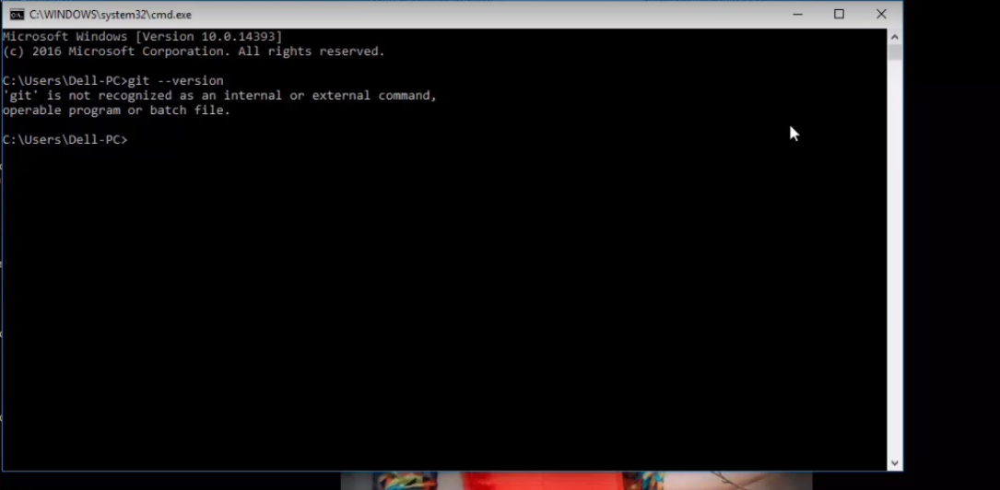 C:\WINDOWS\system32\cmd.exe
Microsoft Windows [Version 10.0.14393]
(c) 2016 Microsoft Corporation. All rights reserved.
C:\Users\Dell-PC>git --version
'git' is not recognized as an internal or external command,
operable program or batch file.
C:\Users\Dell-PC>